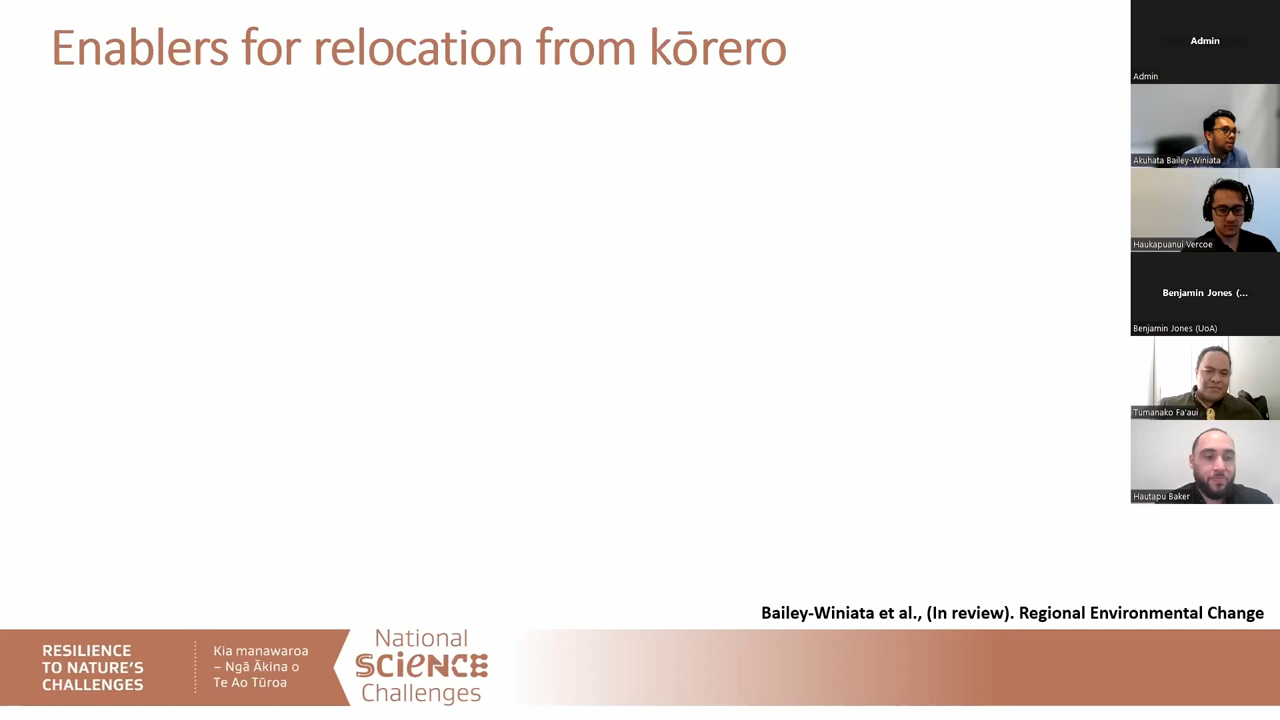 Enablers for relocation from kōrero
Admin
Admin
Akuhata Bailey-Winiata
Haukapuanui Vercoe
Benjamin Jones (...
Benjamin Jones (UoA)
Tumanako Fa'aui
Hautapu Baker
Bailey-Winiata et al., (In review). Regional Environmental Change
RESILIENCE
TO NATURE'S
CHALLENGES
Kia manawaroa
– Ngā Ākina o
Te Ao Tūroa
National
SCIENCE
Challenges